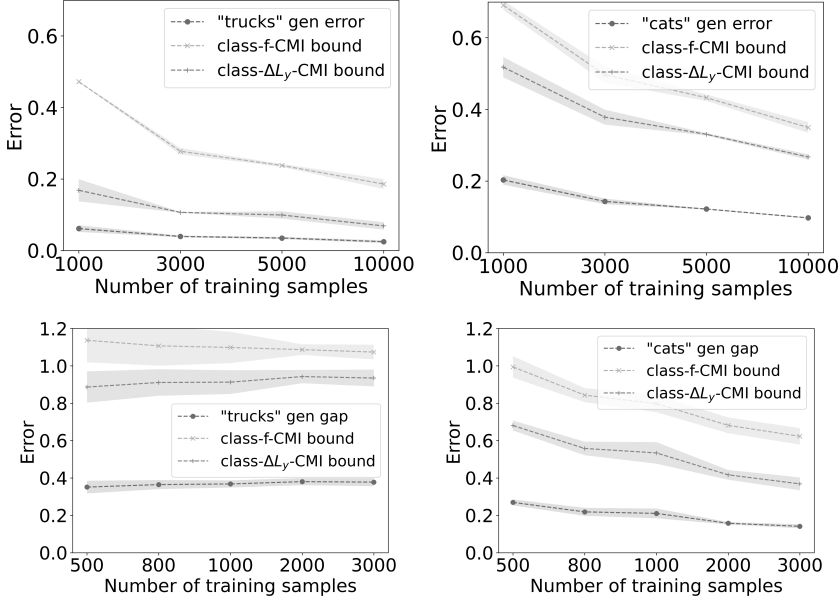 "trucks" gen error
class-f-CMI bound
class-ΔL_y-CMI bound
0.6
0.4
0.2
0.0
Error
1000 3000 5000 10000
Number of training samples
"cats" gen error
class-f-CMI bound
class-ΔL_y-CMI bound
0.6
0.4
0.2
0.0
Error
1000 3000 5000 10000
Number of training samples
1.2
1.0
0.8
0.6
0.4
0.2
0.0
Error
"trucks" gen gap
class-f-CMI bound
class-ΔL_y-CMI bound
500 800 1000 2000 3000
Number of training samples
1.2
1.0
0.8
0.6
0.4
0.2
0.0
Error
"cats" gen gap
class-f-CMI bound
class-ΔL_y-CMI bound
500 800 1000 2000 3000
Number of training samples